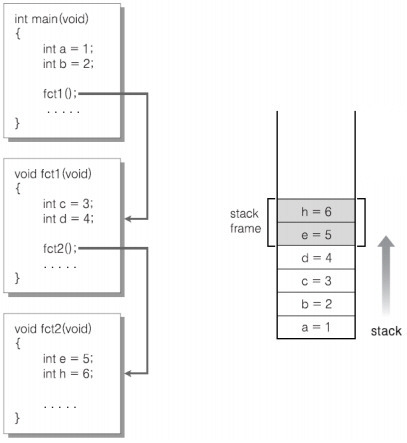 int main(void)
{
int a = 1;
int b = 2;
fct1();
. . . . .
}
void fct1(void)
{
int c = 3;
int d = 4;
fct2();
. . . . .
}
void fct2(void)
{
int e = 5;
int h = 6;
. . . . .
}
stack
frame
h = 6
e = 5
d = 4
c = 3
b = 2
a = 1
stack